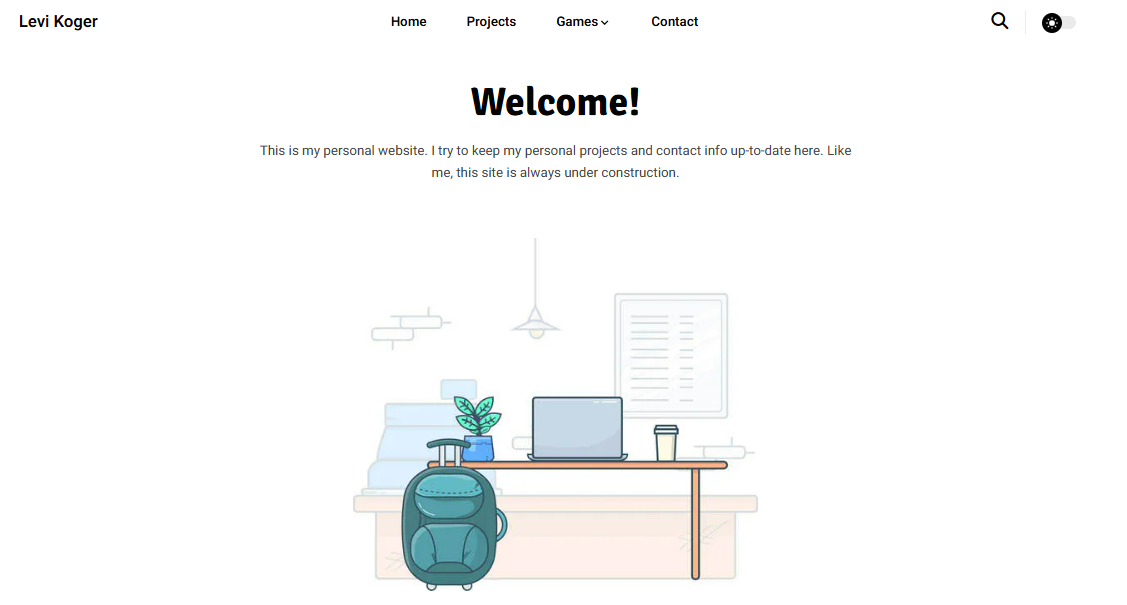 Levi Koger
Home
Projects
Games
Contact
Welcome!
This is my personal website. I try to keep my personal projects and contact info up-to-date here. Like
me, this site is always under construction.